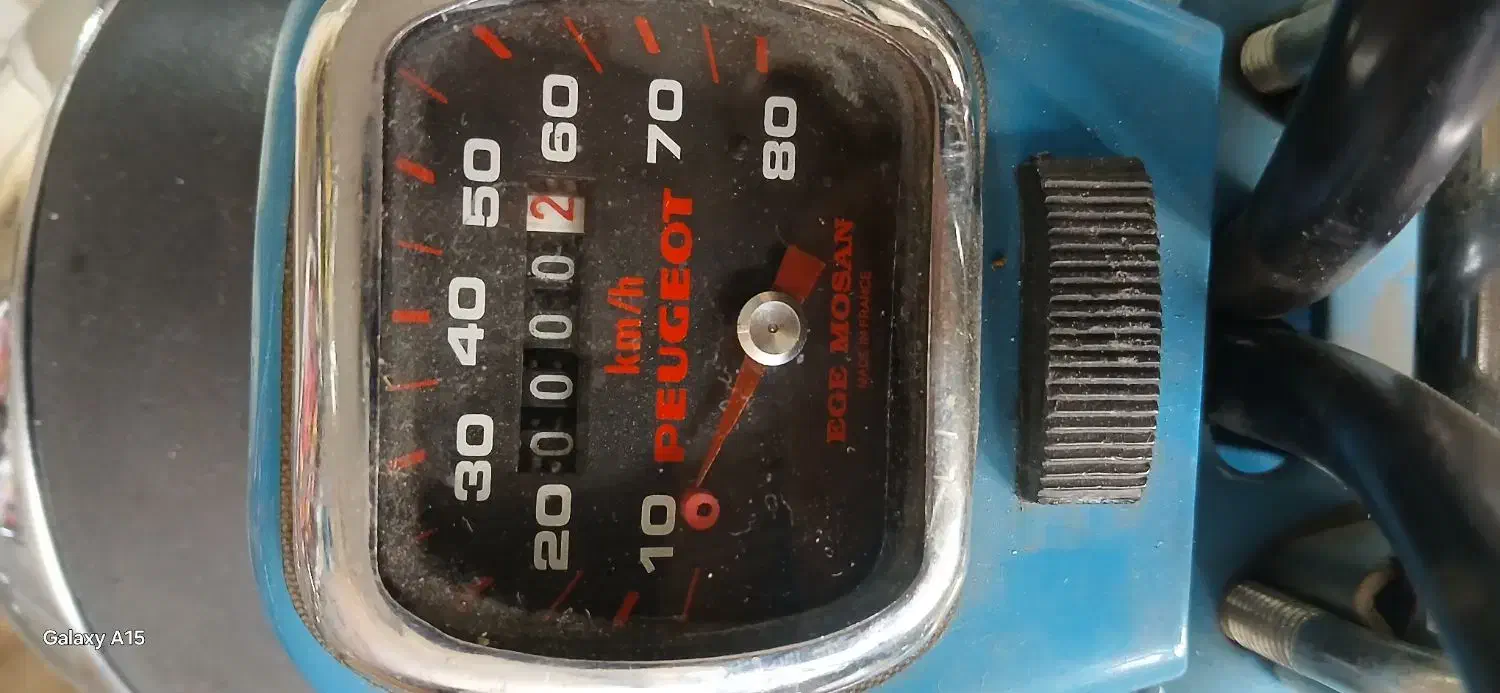 10
20
30
40
50
60
70
80
000002
km/h
PEUGEOT
EGE MOSAN
MADE IN FRANCE
Galaxy A15